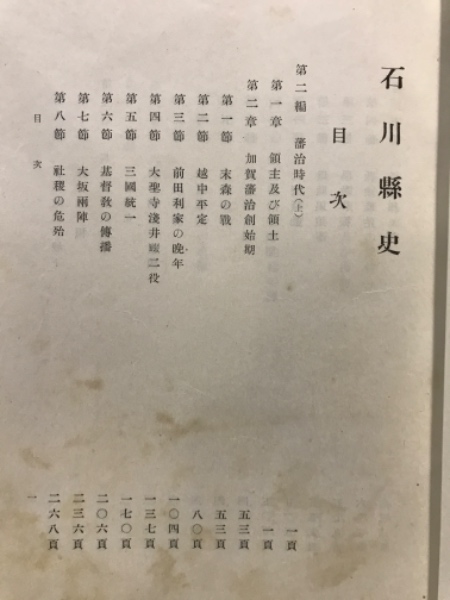 石川縣史
目次
第二編 藩治時代(上) 一頁
第一章 領主及び領土 一頁
第二章 加賀藩治創始期 四五三頁
第一節 末森の戰 五三頁
第二節 越中平定 八〇頁
第三節 前田利家の晩年 一〇四頁
第四節 大聖寺淺井畷二役 一三七頁
第五節 三國統一 一七〇頁
第六節 基督敎の傳播 二〇六頁
第七節 大坂兩陣 二三六頁
第八節 社稷の危殆 二六八頁
目次 一